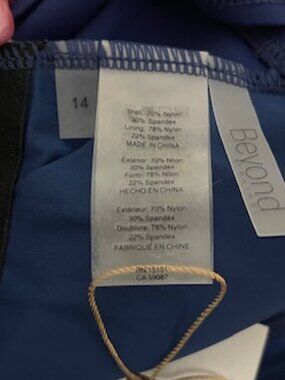 14
Shell: 70% Nylon
30% Spandex
Lining: 78% Nylon
22% Spandex
MADE IN CHINA
Exterior: 70% Nilon
30% Spandex
Forro: 78% Nilon
22% Spandex
HECHO EN CHINA
Extérieur: 70% Nylon
30% Spandex
Doublure: 78% Nylon
22% Spandex
FABRIQUÉ EN CHINE
RN 15101
CA 59087
Beyond